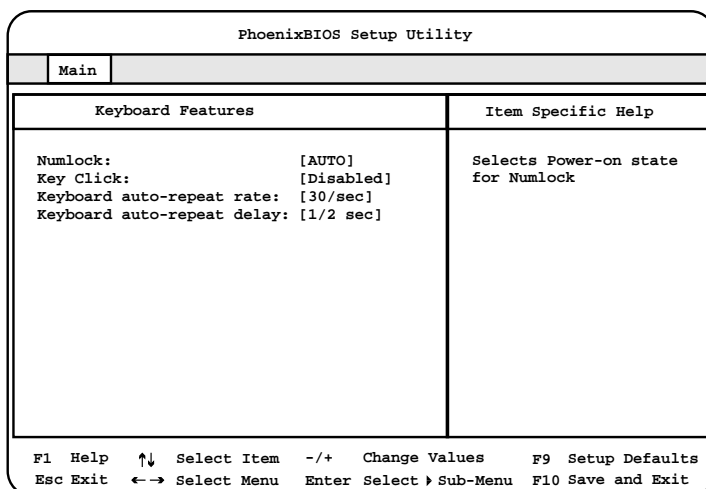 PhoenixBIOS Setup Utility
Main
Keyboard Features
Item Specific Help
Numlock: [AUTO]
Key Click: [Disabled]
Keyboard auto-repeat rate: [30/sec]
Keyboard auto-repeat delay: [1/2 sec]
Selects Power-on state
for Numlock
F1 Help ↑↓ Select Item -/+ Change Values F9 Setup Defaults
Esc Exit ←→ Select Menu Enter Select ▸ Sub-Menu F10 Save and Exit